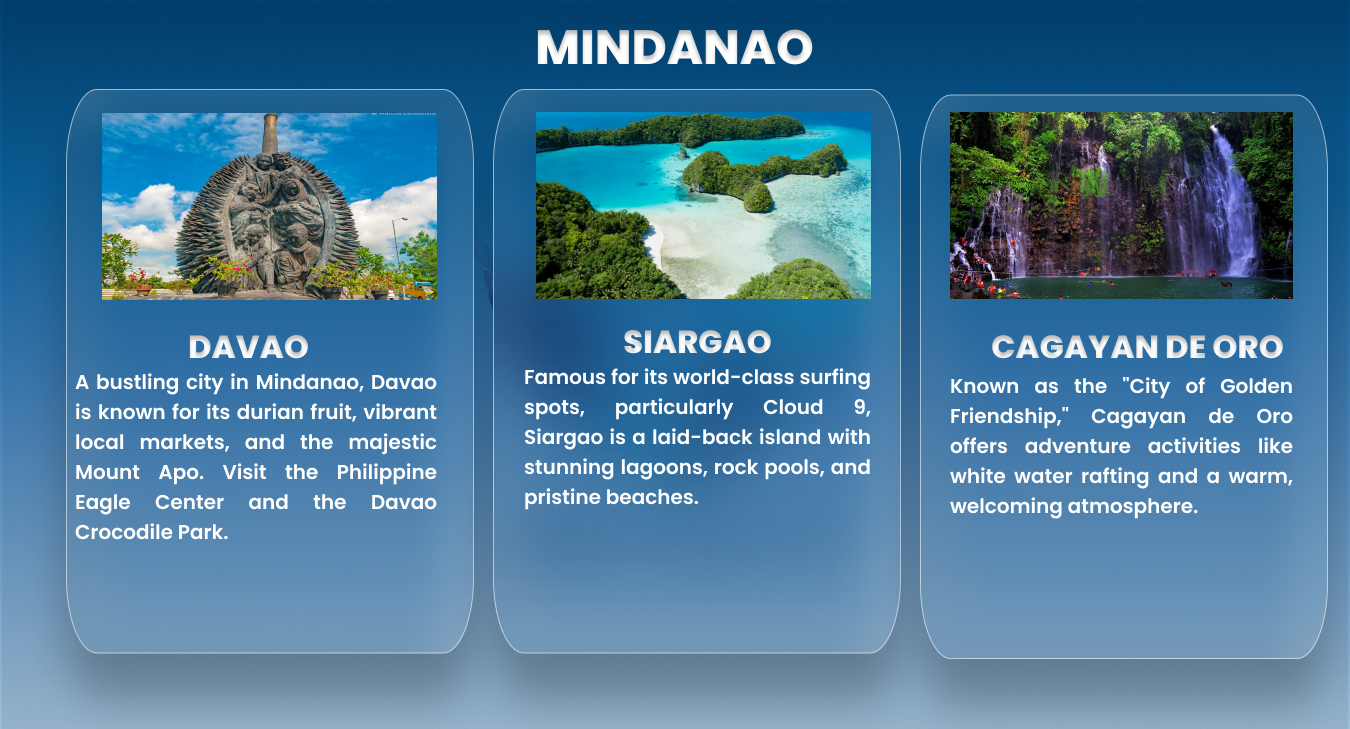 MINDANAO
DAVAO
A bustling city in Mindanao, Davao
is known for its durian fruit, vibrant
local markets, and the majestic
Mount Apo. Visit the Philippine
Eagle Center and the Davao
Crocodile Park.
SIARGAO
Famous for its world-class surfing
spots, particularly Cloud 9,
Siargao is a laid-back island with
stunning lagoons, rock pools, and
pristine beaches.
CAGAYAN DE ORO
Known as the "City of Golden
Friendship," Cagayan de Oro
offers adventure activities like
white water rafting and a warm,
welcoming atmosphere.